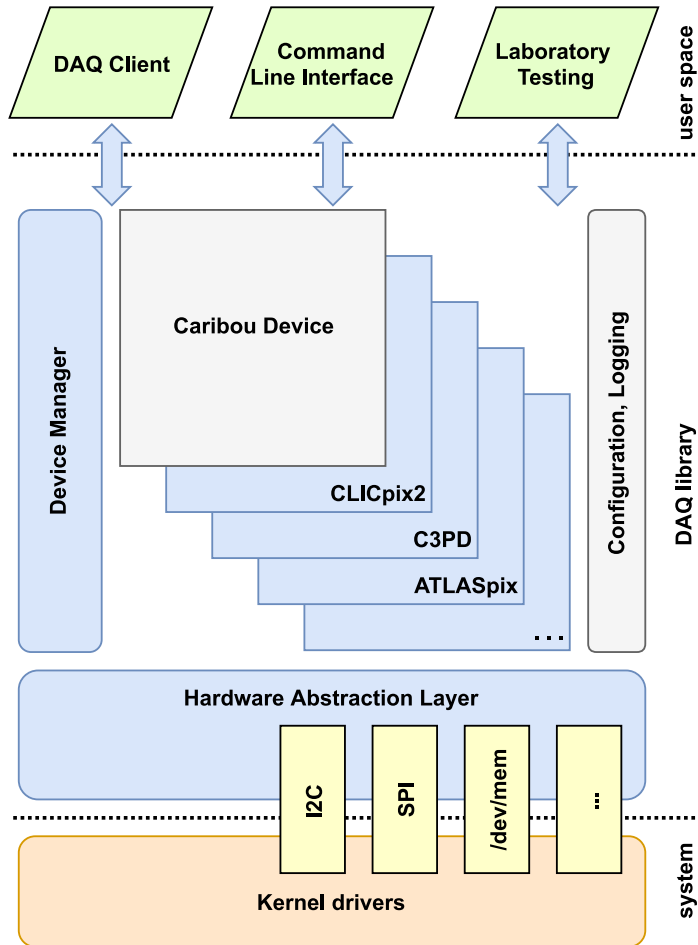 DAQ Client
Command
Line Interface
Laboratory
Testing
user space
Device Manager
Caribou Device
CLICpix2
C3PD
ATLASpix
...
Configuration, Logging
DAQ library
Hardware Abstraction Layer
I2C
SPI
/dev/mem
...
Kernel drivers
system